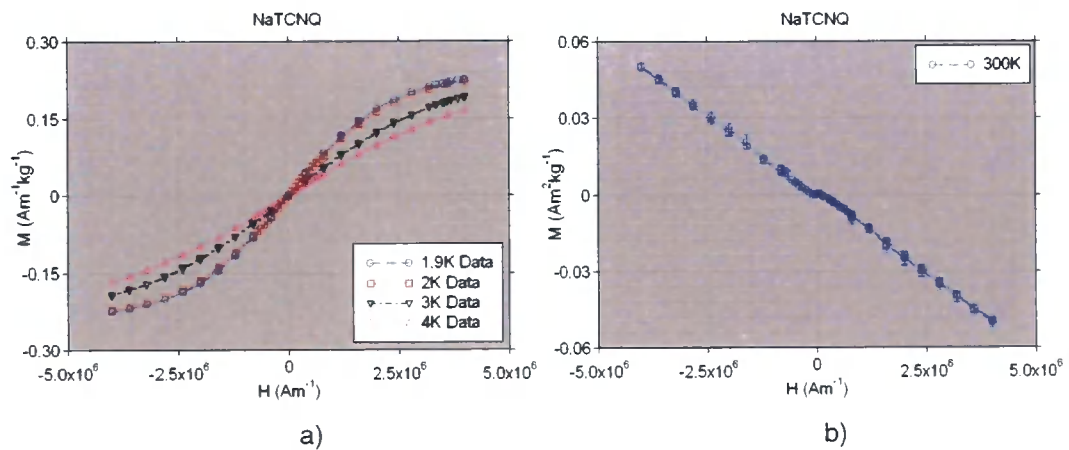 NaTCNQ
0.30
0.15
0
-0.15
-0.30
M (Am⁻¹kg⁻¹)
1.9K Data
2K Data
3K Data
4K Data
-5.0x10⁶
-2.5x10⁶
0
2.5x10⁶
5.0x10⁶
H (Am⁻¹)
a)
NaTCNQ
0.06
0.03
0
-0.03
-0.06
M (Am²kg⁻¹)
300K
-5.0x10⁶
-2.5x10⁶
0
2.5x10⁶
5.0x10⁶
H (Am⁻¹)
b)